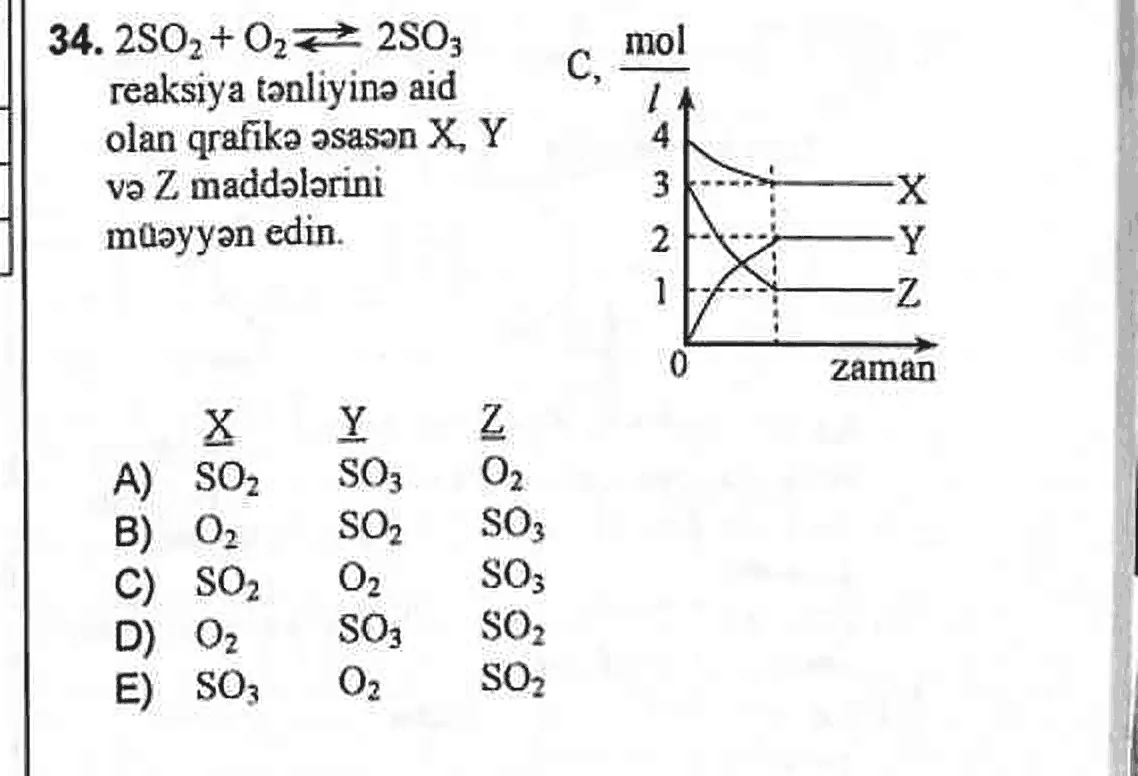 34. 2SO₂ + O₂ ⇄ 2SO₃
reaksiya tənliyinə aid
olan qrafikə əsasən X, Y
və Z maddələrini
müəyyən edin.
C, mol
l
4
3
2
1
0
X
Y
Z
zaman
X Y Z
A) SO₂ SO₃ O₂
B) O₂ SO₂ SO₃
C) SO₂ O₂ SO₃
D) O₂ SO₃ SO₂
E) SO₃ O₂ SO₂